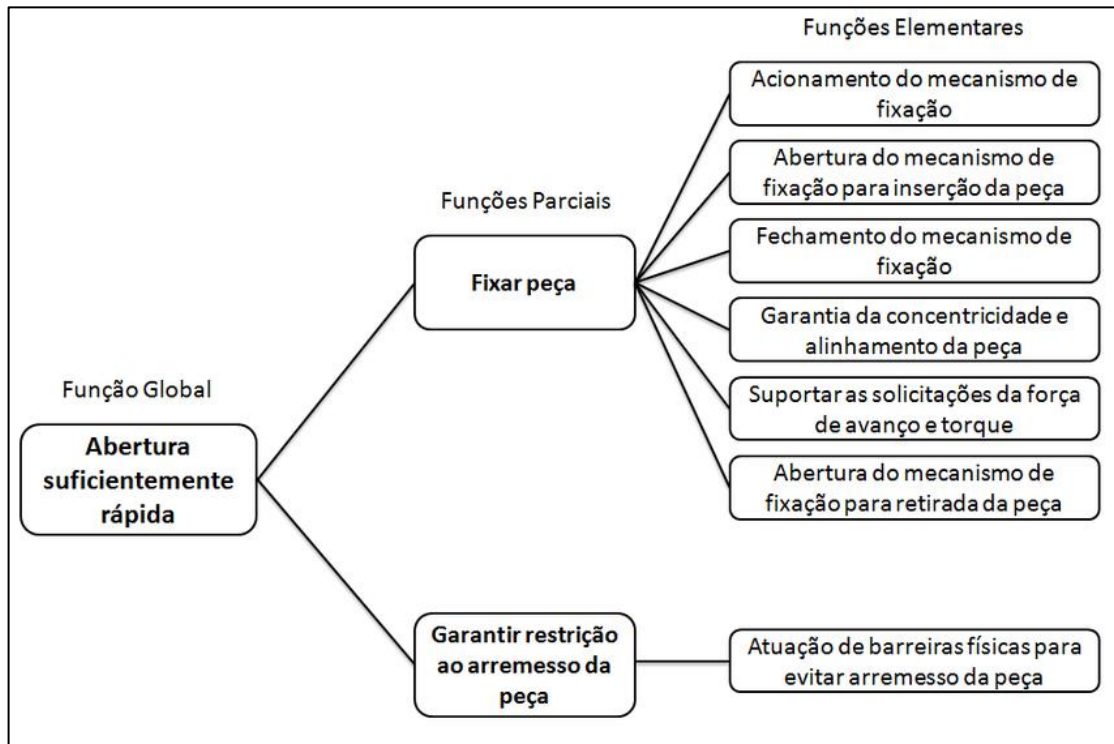 Função Global
Abertura
suficientemente
rápida
Funções Parciais
Fixar peça
Garantir restrição
ao arremesso da
peça
Funções Elementares
Acionamento do mecanismo de
fixação
Abertura do mecanismo de
fixação para inserção da peça
Fechamento do mecanismo de
fixação
Garantia da concentricidade e
alinhamento da peça
Suportar as solicitações da força
de avanço e torque
Abertura do mecanismo de
fixação para retirada da peça
Atuação de barreiras físicas para
evitar arremesso da peça